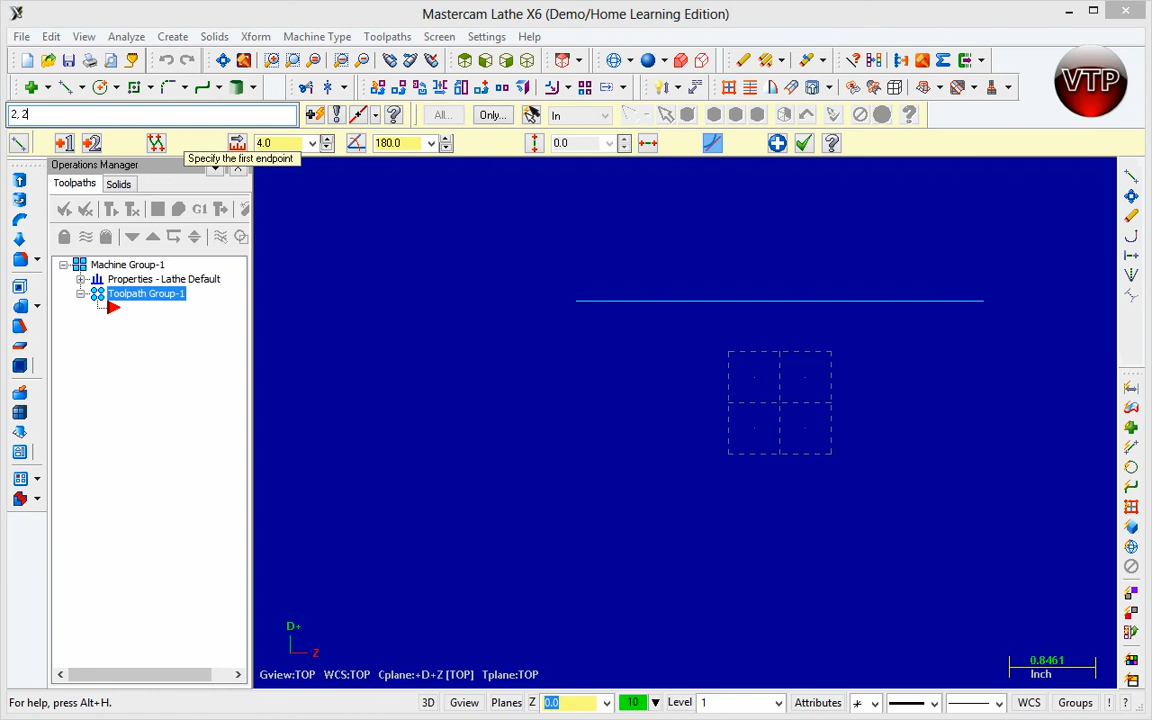 Mastercam Lathe X6 (Demo/Home Learning Edition)
File Edit View Analyze Create Solids Xform Machine Type Toolpaths Screen Settings Help
VTP
2, 2
All... Only... In
4.0 180.0 0.0
Specify the first endpoint
Operations Manager
Toolpaths Solids
G1
Machine Group-1
Properties - Lathe Default
Toolpath Group-1
D+
Z
0.8461
Inch
Gview:TOP WCS:TOP Cplane:+D+Z [TOP] Tplane:TOP
For help, press Alt+H.
3D Gview Planes Z 0.0 10 Level 1 Attributes WCS Groups ! ?